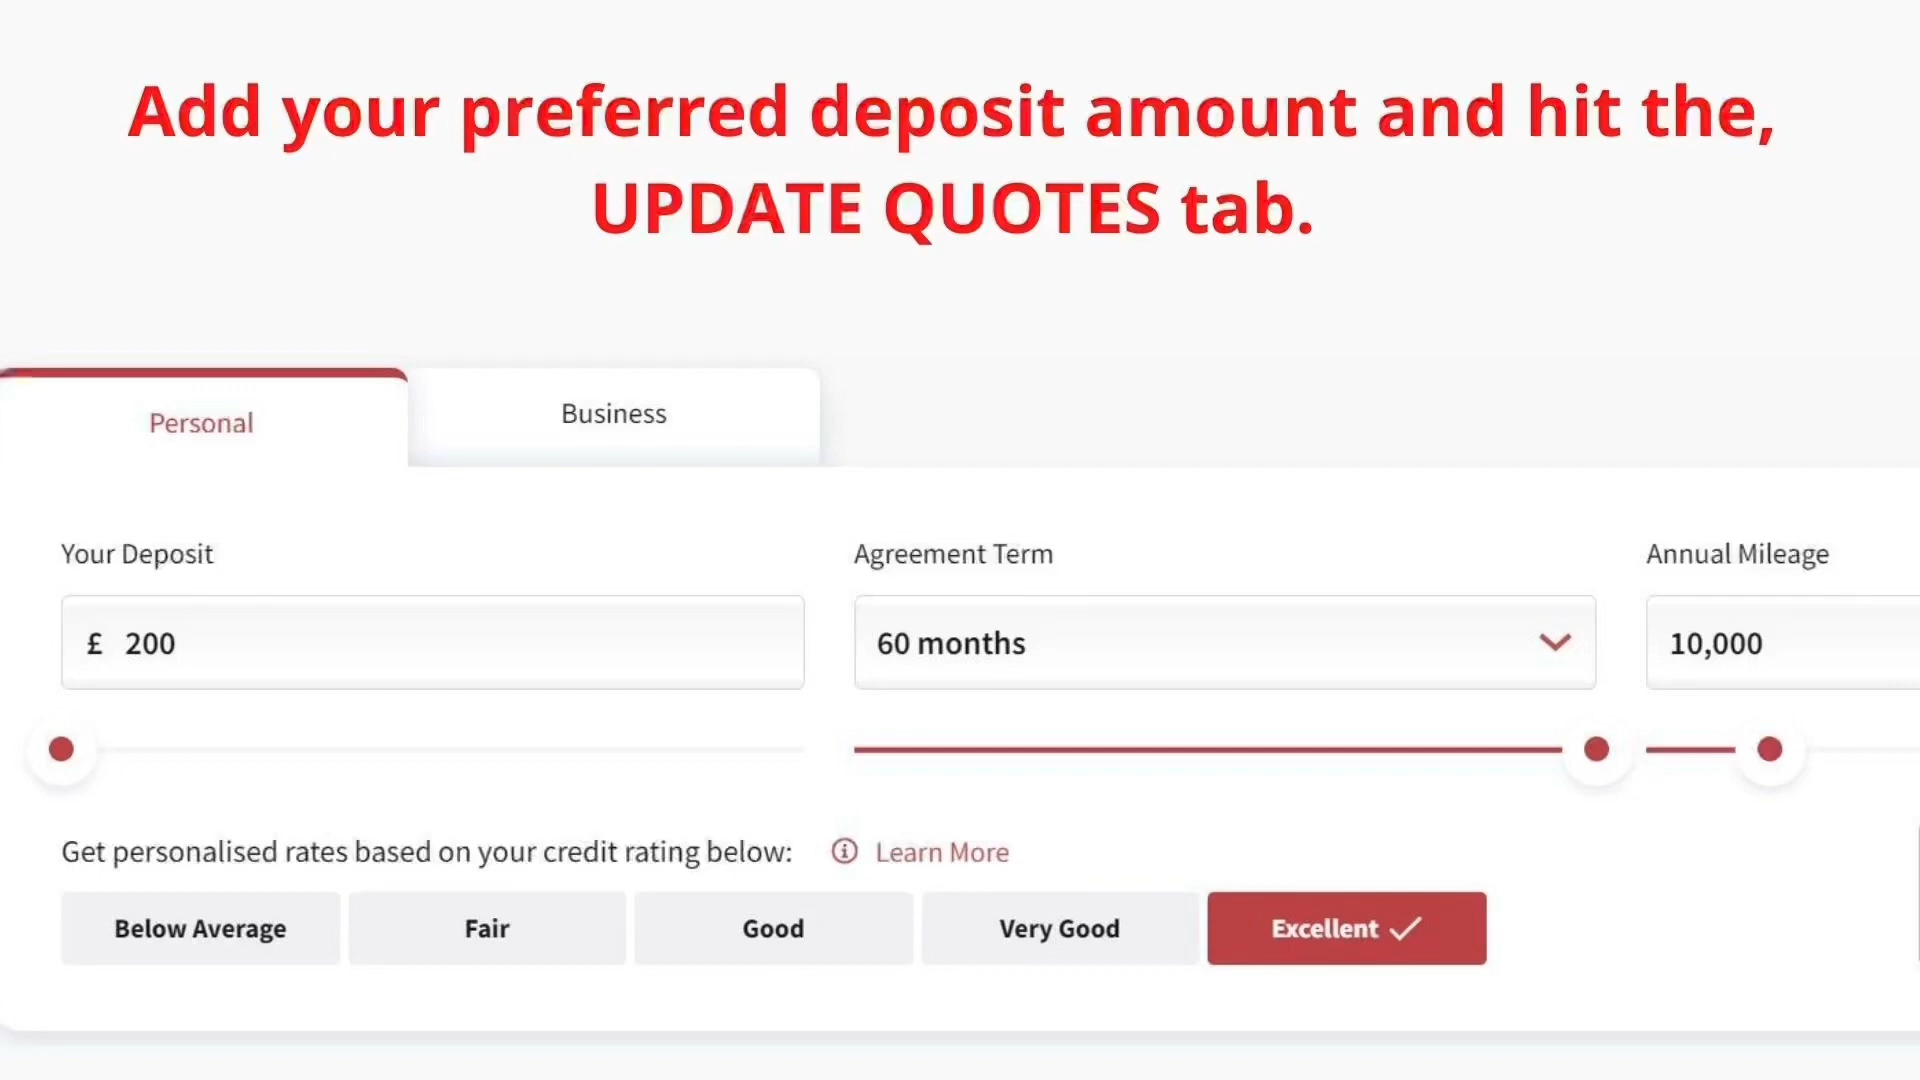 Add your preferred deposit amount and hit the,
UPDATE QUOTES tab.
Personal
Business
Your Deposit
Agreement Term
Annual Mileage
£ 200
60 months
10,000
Get personalised rates based on your credit rating below:
Learn More
Below Average
Fair
Good
Very Good
Excellent